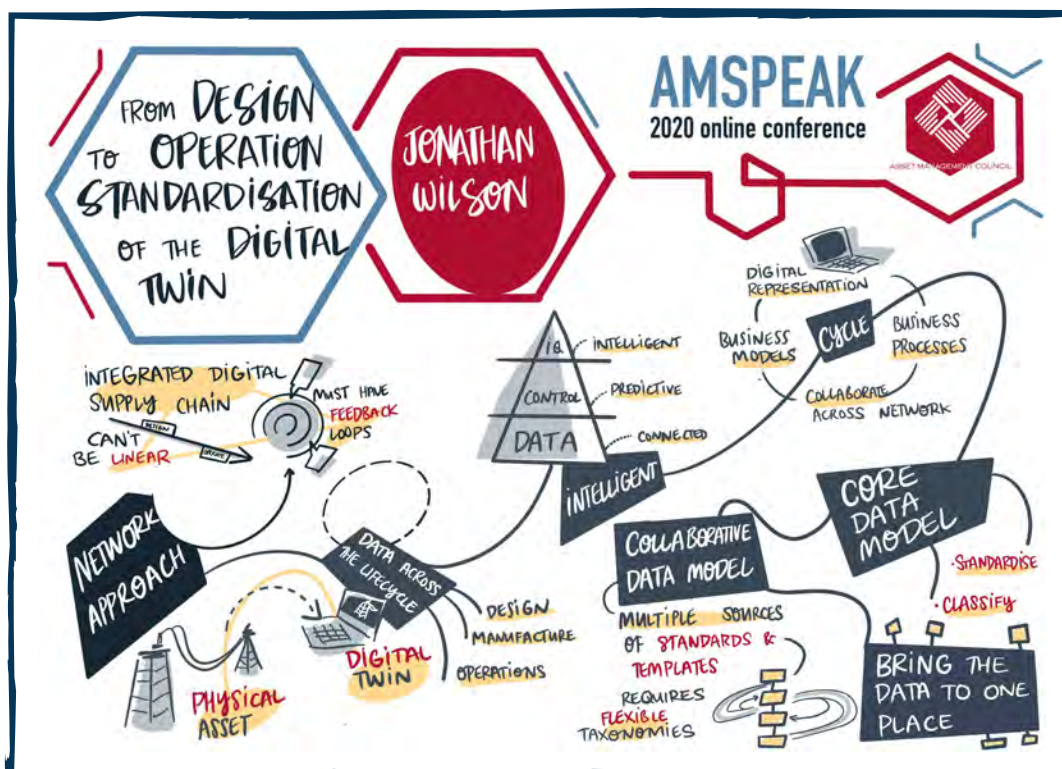 FROM DESIGN
TO OPERATION
STANDARDISATION
OF THE DIGITAL
TWIN
JONATHAN
WILSON
AMSPEAK
2020 online conference
ASSET MANAGEMENT COUNCIL
INTEGRATED DIGITAL
SUPPLY CHAIN
CAN'T
BE LINEAR
DESIGN
OPERATE
MUST HAVE
FEEDBACK
LOOPS
NETWORK
APPROACH
PHYSICAL
ASSET
DATA ACROSS
THE LIFECYCLE
DIGITAL
TWIN
DESIGN
MANUFACTURE
OPERATIONS
IQ
CONTROL
DATA
INTELLIGENT
PREDICTIVE
CONNECTED
INTELLIGENT
DIGITAL
REPRESENTATION
BUSINESS
MODELS
CYCLE
BUSINESS
PROCESSES
COLLABORATE
ACROSS NETWORK
CORE
DATA
MODEL
·STANDARDISE
·CLASSIFY
COLLABORATIVE
DATA MODEL
MULTIPLE SOURCES
OF STANDARDS &
TEMPLATES
REQUIRES
FLEXIBLE
TAXONOMIES
BRING THE
DATA TO ONE
PLACE